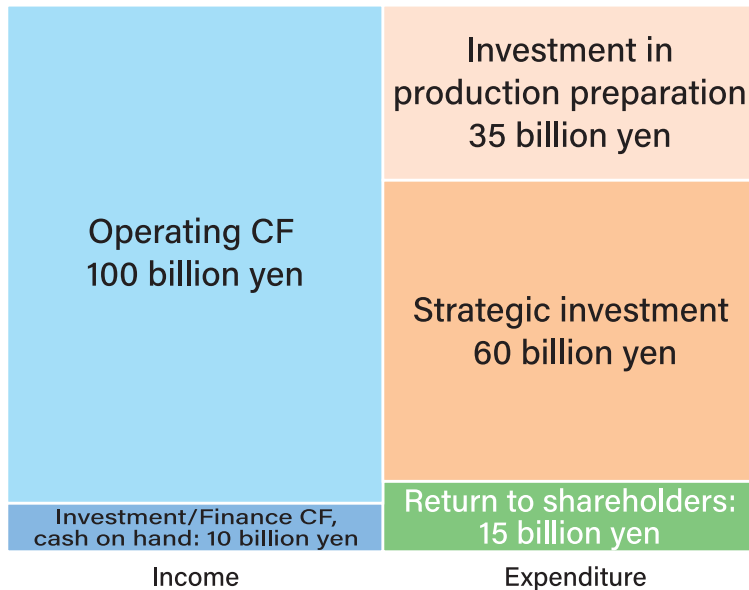 Operating CF
100 billion yen
Investment/Finance CF,
cash on hand: 10 billion yen
Income
Investment in
production preparation
35 billion yen
Strategic investment
60 billion yen
Return to shareholders:
15 billion yen
Expenditure